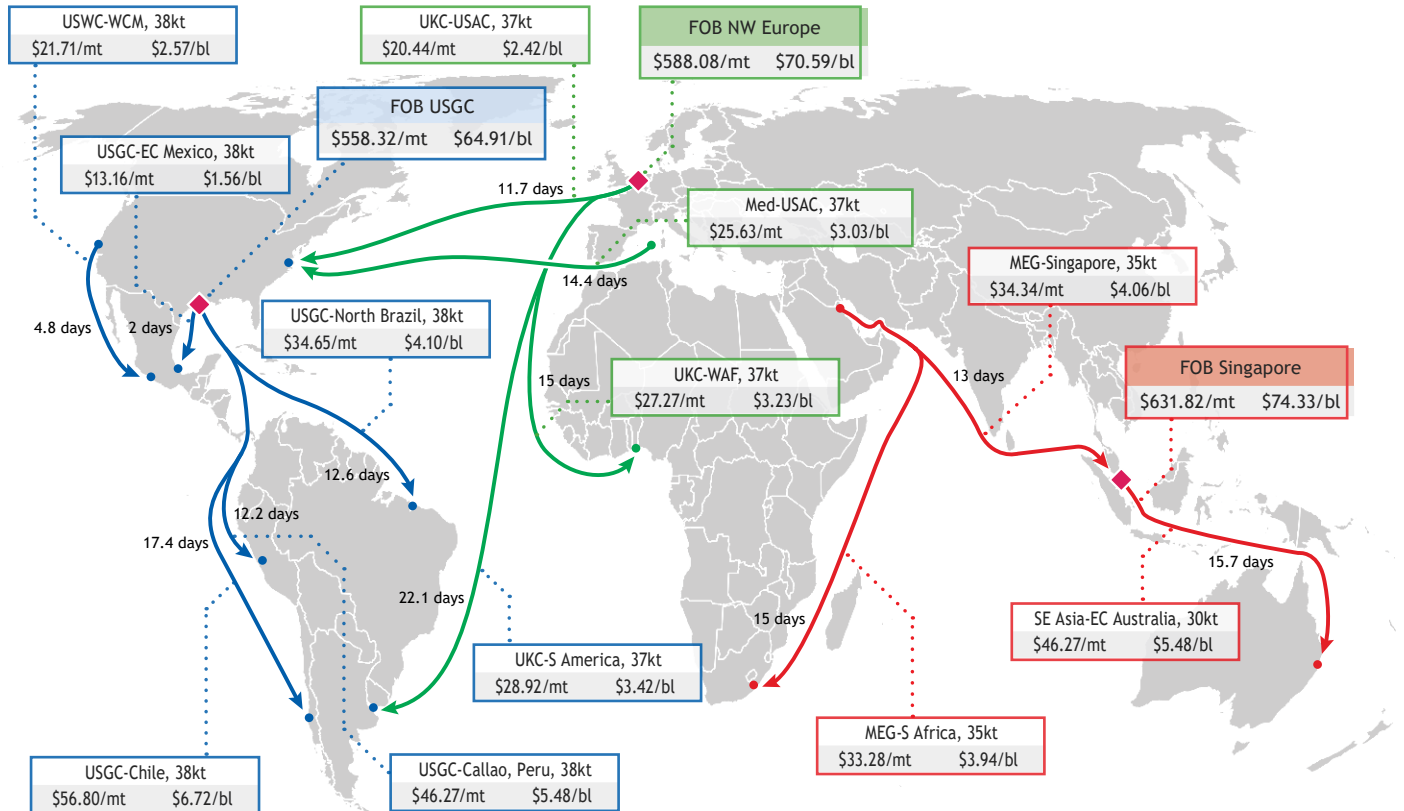 USWC-WCM, 38kt
$21.71/mt $2.57/bl
UKC-USAC, 37kt
$20.44/mt $2.42/bl
FOB NW Europe
$588.08/mt $70.59/bl
FOB USGC
$558.32/mt $64.91/bl
USGC-EC Mexico, 38kt
$13.16/mt $1.56/bl
11.7 days
Med-USAC, 37kt
$25.63/mt $3.03/bl
14.4 days
MEG-Singapore, 35kt
$34.34/mt $4.06/bl
4.8 days
2 days
USGC-North Brazil, 38kt
$34.65/mt $4.10/bl
15 days
UKC-WAF, 37kt
$27.27/mt $3.23/bl
13 days
FOB Singapore
$631.82/mt $74.33/bl
12.6 days
12.2 days
17.4 days
22.1 days
15 days
15.7 days
SE Asia-EC Australia, 30kt
$46.27/mt $5.48/bl
UKC-S America, 37kt
$28.92/mt $3.42/bl
MEG-S Africa, 35kt
$33.28/mt $3.94/bl
USGC-Chile, 38kt
$56.80/mt $6.72/bl
USGC-Callao, Peru, 38kt
$46.27/mt $5.48/bl